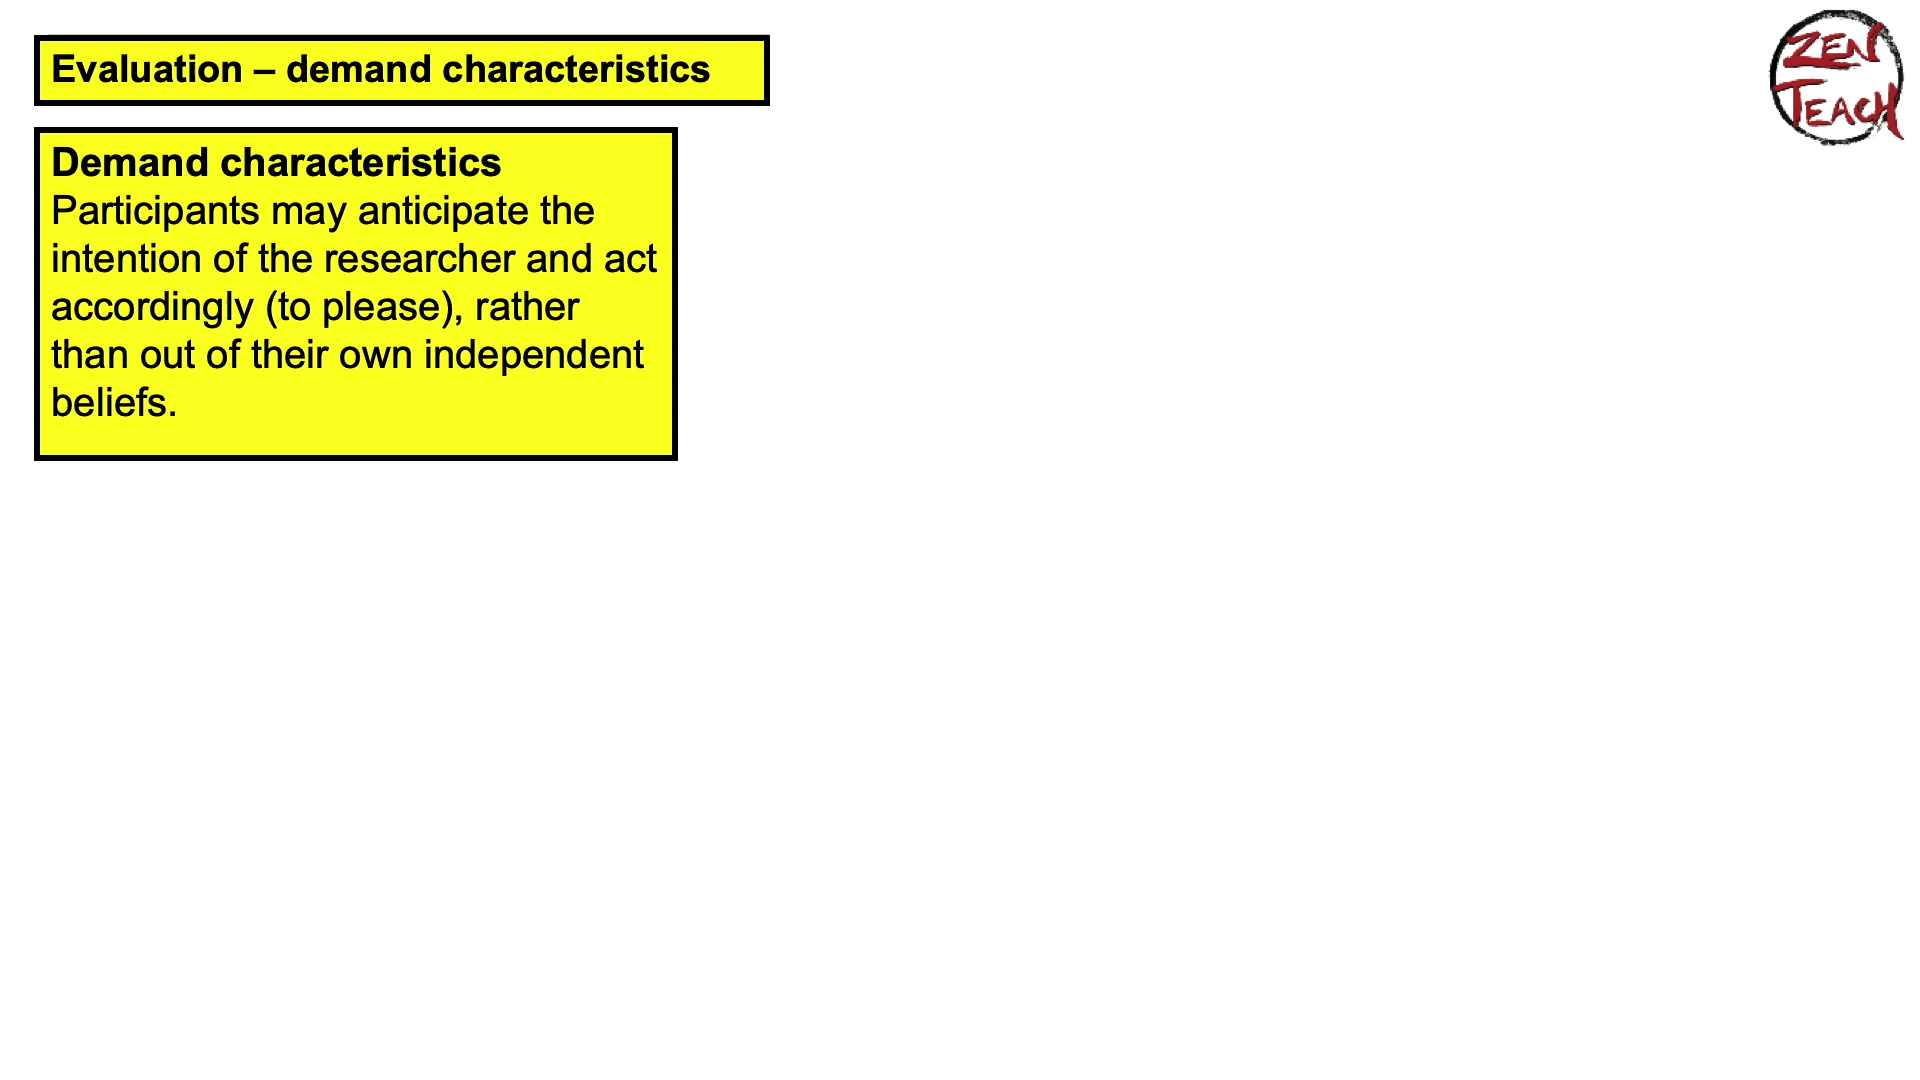 Evaluation – demand characteristics
ZEN
TEACH
Demand characteristics
Participants may anticipate the
intention of the researcher and act
accordingly (to please), rather
than out of their own independent
beliefs.